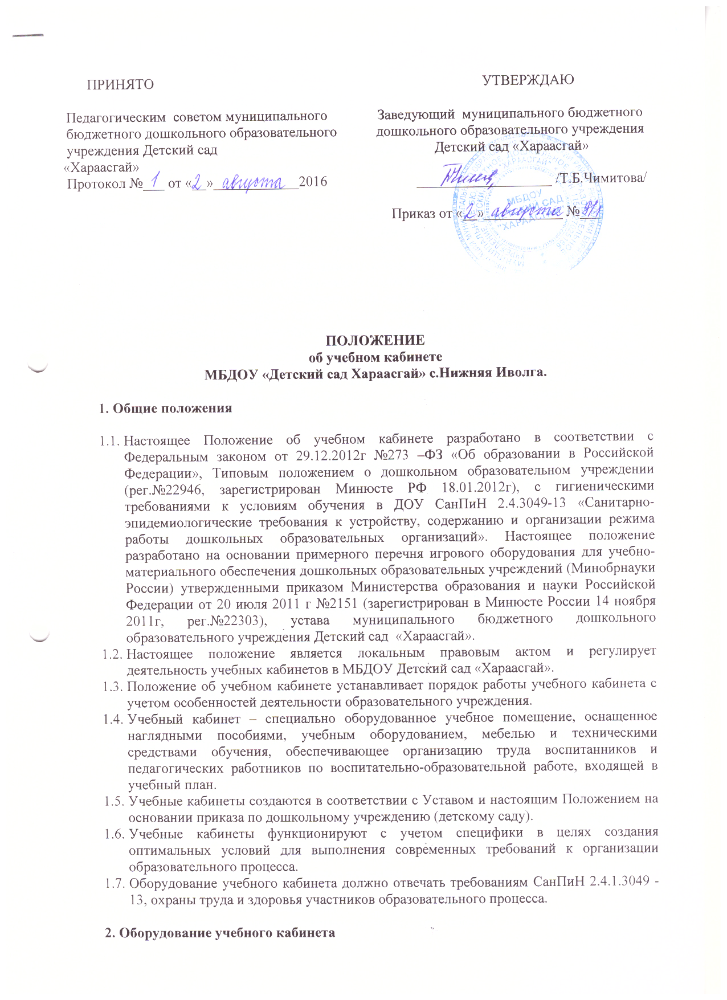 ПРИНЯТО
Педагогическим советом муниципального
бюджетного дошкольного образовательного
учреждения Детский сад
«Хараасгай»
Протокол № 1 от «2» августа 2016
УТВЕРЖДАЮ
Заведующий муниципального бюджетного
дошкольного образовательного учреждения
Детский сад «Хараасгай»
/Т.Б.Чимитова/
Приказ от «2» августа №
МБДОУ
ДЕТСКИЙ САД
"ХАРААСГАЙ"
ПОЛОЖЕНИЕ
об учебном кабинете
МБДОУ «Детский сад Хараасгай» с.Нижняя Иволга.
1. Общие положения
1.1. Настоящее Положение об учебном кабинете разработано в соответствии с
Федеральным законом от 29.12.2012г №273 –ФЗ «Об образовании в Российской
Федерации», Типовым положением о дошкольном образовательном учреждении
(рег.№22946, зарегистрирован Минюсте РФ 18.01.2012г), с гигиеническими
требованиями к условиям обучения в ДОУ СанПиН 2.4.3049-13 «Санитарно-
эпидемиологические требования к устройству, содержанию и организации режима
работы дошкольных образовательных организаций». Настоящее положение
разработано на основании примерного перечня игрового оборудования для учебно-
материального обеспечения дошкольных образовательных учреждений (Минобрнауки
России) утвержденными приказом Министерства образования и науки Российской
Федерации от 20 июля 2011 г №2151 (зарегистрирован в Минюсте России 14 ноября
2011г, рег.№22303), устава муниципального бюджетного дошкольного
образовательного учреждения Детский сад «Хараасгай».
1.2. Настоящее положение является локальным правовым актом и регулирует
деятельность учебных кабинетов в МБДОУ Детский сад «Хараасгай».
1.3. Положение об учебном кабинете устанавливает порядок работы учебного кабинета с
учетом особенностей деятельности образовательного учреждения.
1.4. Учебный кабинет – специально оборудованное учебное помещение, оснащенное
наглядными пособиями, учебным оборудованием, мебелью и техническими
средствами обучения, обеспечивающее организацию труда воспитанников и
педагогических работников по воспитательно-образовательной работе, входящей в
учебный план.
1.5. Учебные кабинеты создаются в соответствии с Уставом и настоящим Положением на
основании приказа по дошкольному учреждению (детскому саду).
1.6. Учебные кабинеты функционируют с учетом специфики в целях создания
оптимальных условий для выполнения современных требований к организации
образовательного процесса.
1.7. Оборудование учебного кабинета должно отвечать требованиям СанПиН 2.4.1.3049 -
13, охраны труда и здоровья участников образовательного процесса.
2. Оборудование учебного кабинета